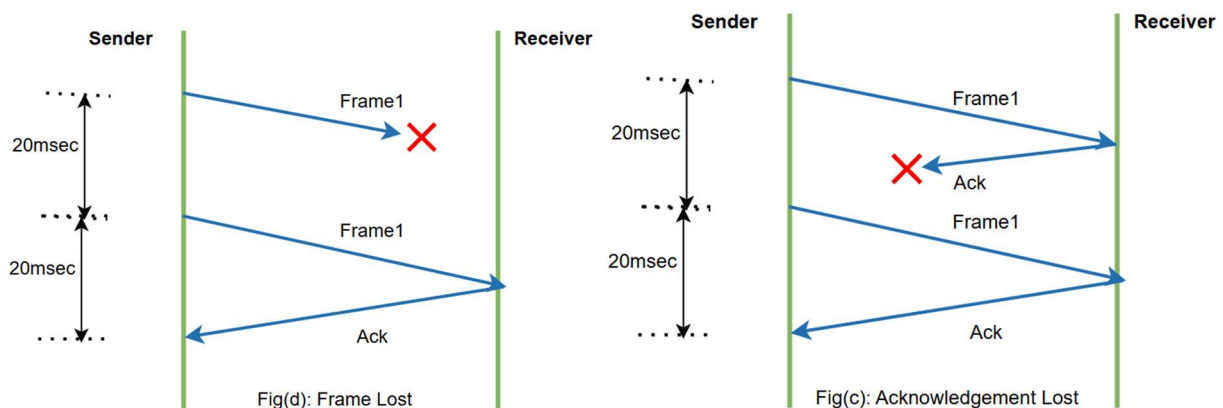 Sender
Receiver
Frame1
20msec
Frame1
20msec
Ack
Fig(d): Frame Lost
Sender
Receiver
Frame1
20msec
Ack
Frame1
20msec
Ack
Fig(c): Acknowledgement Lost